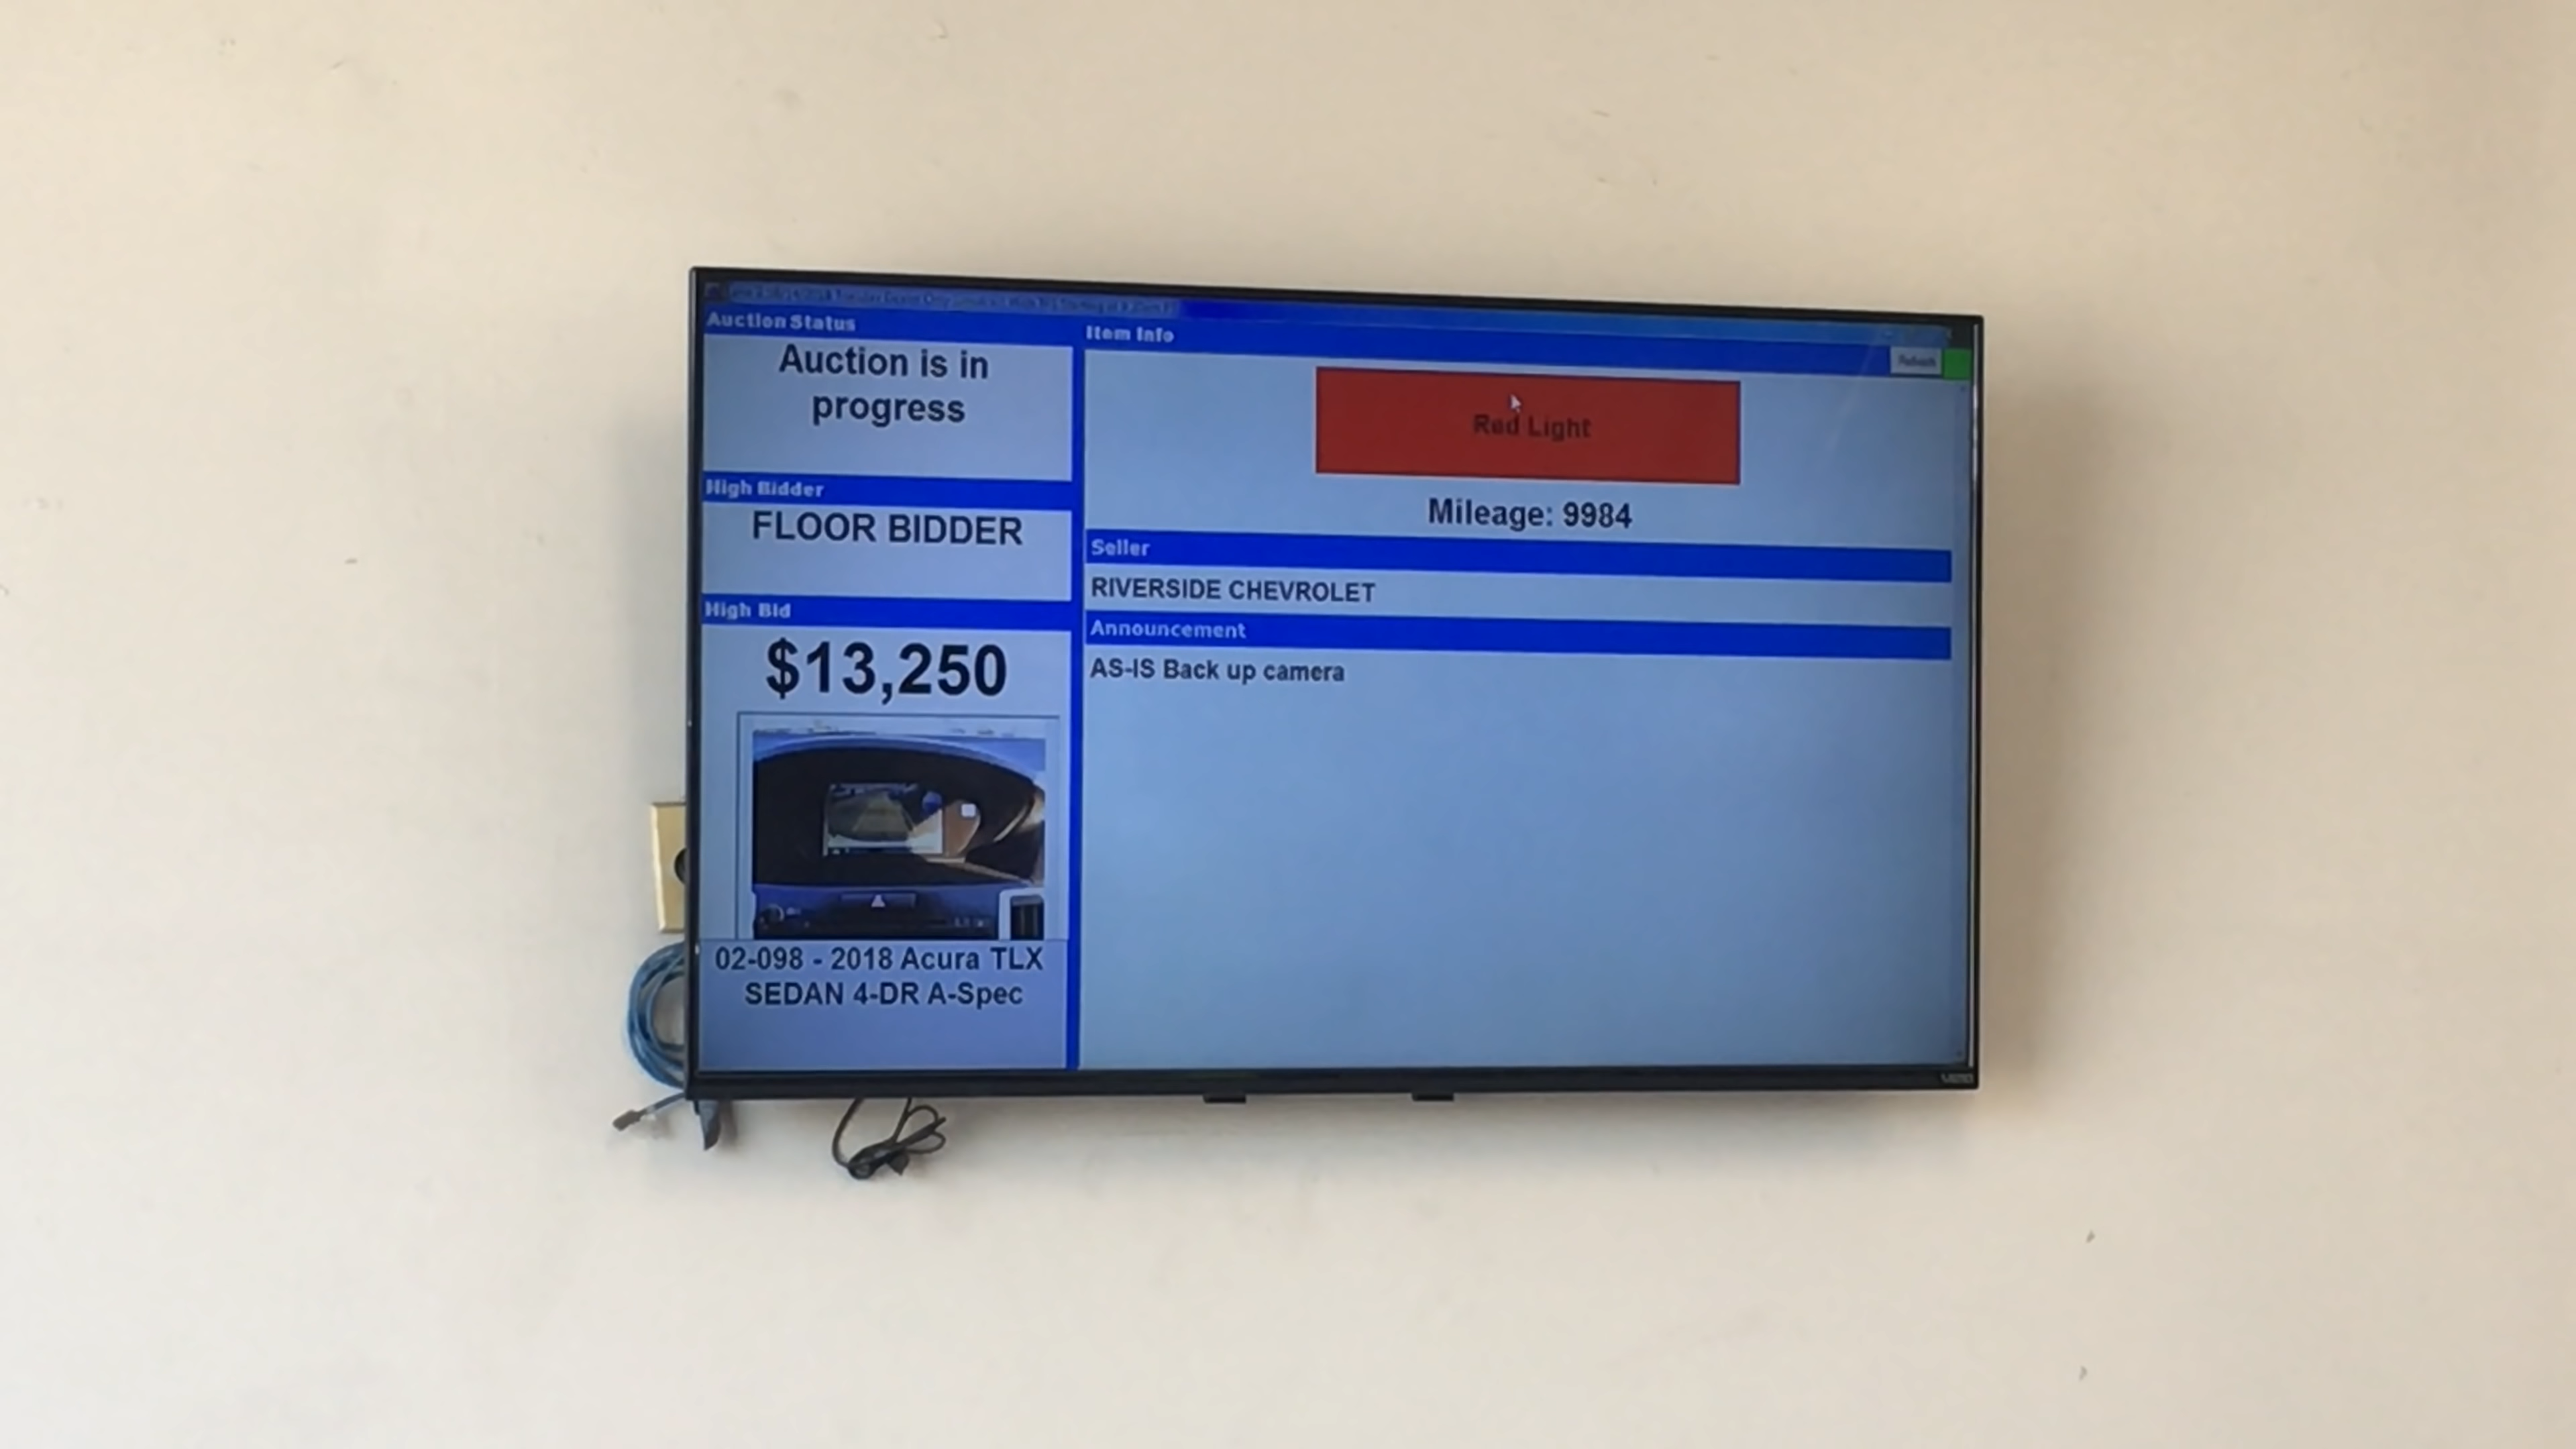 Auction Status
Auction is in
progress
High Bidder
FLOOR BIDDER
High Bid
$13,250
02-098 - 2018 Acura TLX
SEDAN 4-DR A-Spec
Item Info
Refresh
Red Light
Mileage: 9984
Seller
RIVERSIDE CHEVROLET
Announcement
AS-IS Back up camera